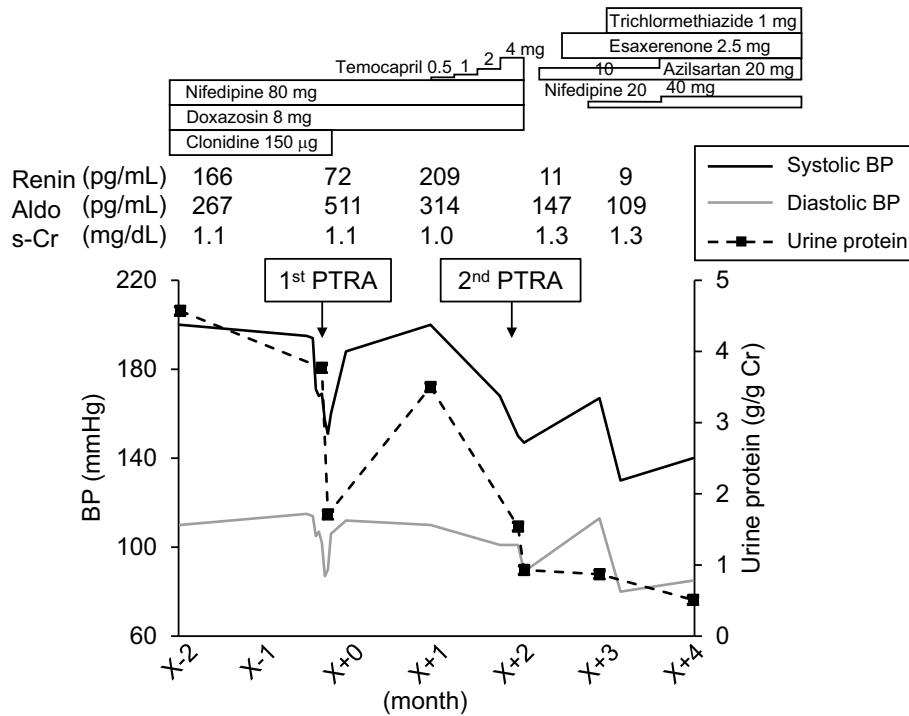 Trichlormethiazide 1 mg
Esaxerenone 2.5 mg
10 Azilsartan 20 mg
Nifedipine 20 40 mg
Temocapril 0.5 1 2 4 mg
Nifedipine 80 mg
Doxazosin 8 mg
Clonidine 150 μg
Renin (pg/mL) 166 72 209 11 9
Aldo (pg/mL) 267 511 314 147 109
s-Cr (mg/dL) 1.1 1.1 1.0 1.3 1.3
Systolic BP
Diastolic BP
Urine protein
1st PTRA
2nd PTRA
BP (mmHg)
220
180
140
100
60
5
4
3
2
1
0
Urine protein (g/g Cr)
X-2 X-1 X+0 X+1 X+2 X+3 X+4
(month)